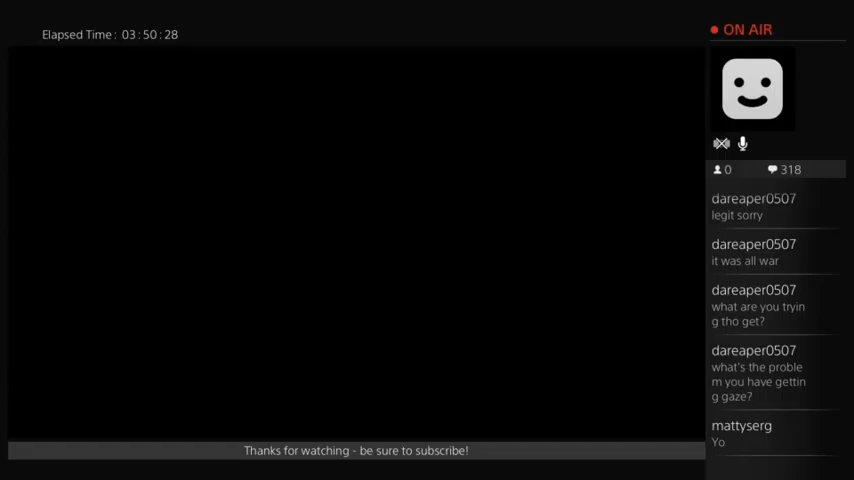 Elapsed Time: 03:50:28
ON AIR
0
318
dareaper0507
legit sorry
dareaper0507
it was all war
dareaper0507
what are you tryin
g tho get?
dareaper0507
what's the proble
m you have gettin
g gaze?
mattyserg
Yo
Thanks for watching - be sure to subscribe!